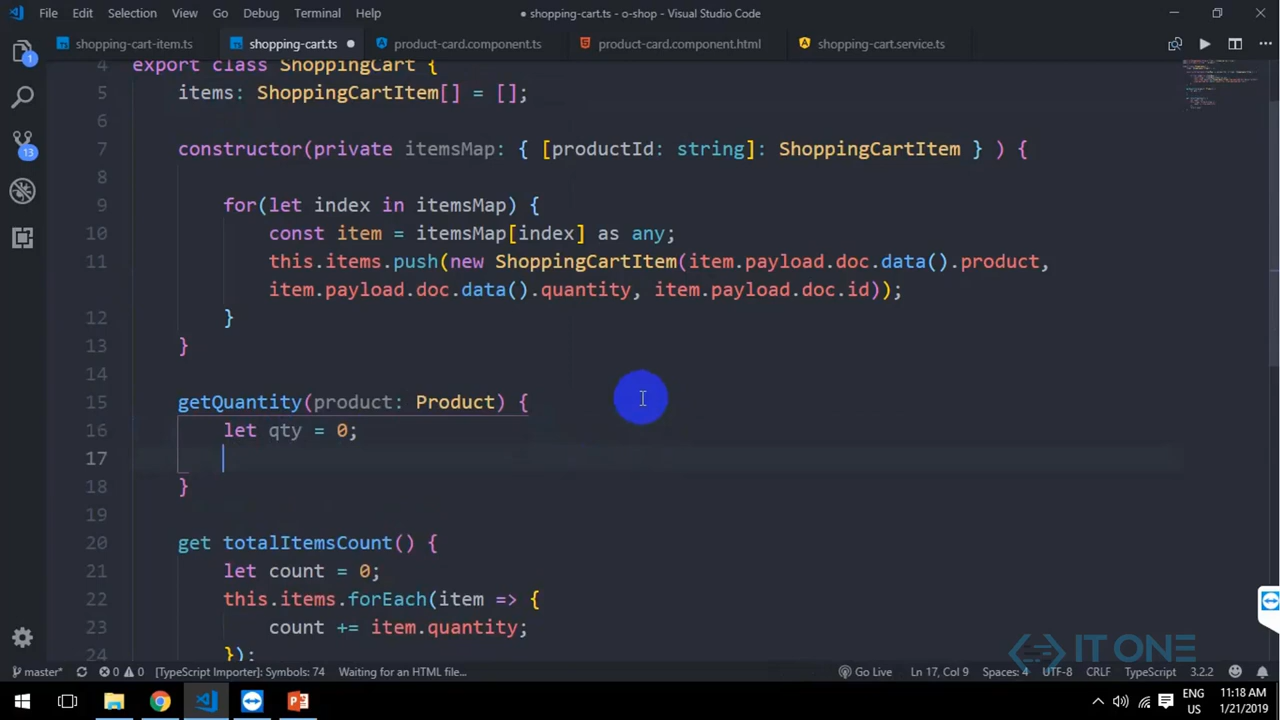 File Edit Selection View Go Debug Terminal Help ● shopping-cart.ts - o-shop - Visual Studio Code
shopping-cart-item.ts shopping-cart.ts ● product-card.component.ts product-card.component.html shopping-cart.service.ts
4 export class ShoppingCart {
5 items: ShoppingCartItem[] = [];
6
7 constructor(private itemsMap: { [productId: string]: ShoppingCartItem } ) {
8
9 for(let index in itemsMap) {
10 const item = itemsMap[index] as any;
11 this.items.push(new ShoppingCartItem(item.payload.doc.data().product,
item.payload.doc.data().quantity, item.payload.doc.id));
12 }
13 }
14
15 getQuantity(product: Product) {
16 let qty = 0;
17
18 }
19
20 get totalItemsCount() {
21 let count = 0;
22 this.items.forEach(item => {
23 count += item.quantity;
24 });
1
13
IT ONE
master* 0 0 [TypeScript Importer]: Symbols: 74 Waiting for an HTML file... Go Live Ln 17, Col 9 Spaces: 4 UTF-8 CRLF TypeScript 3.2.2
ENG 11:18 AM
US 1/21/2019